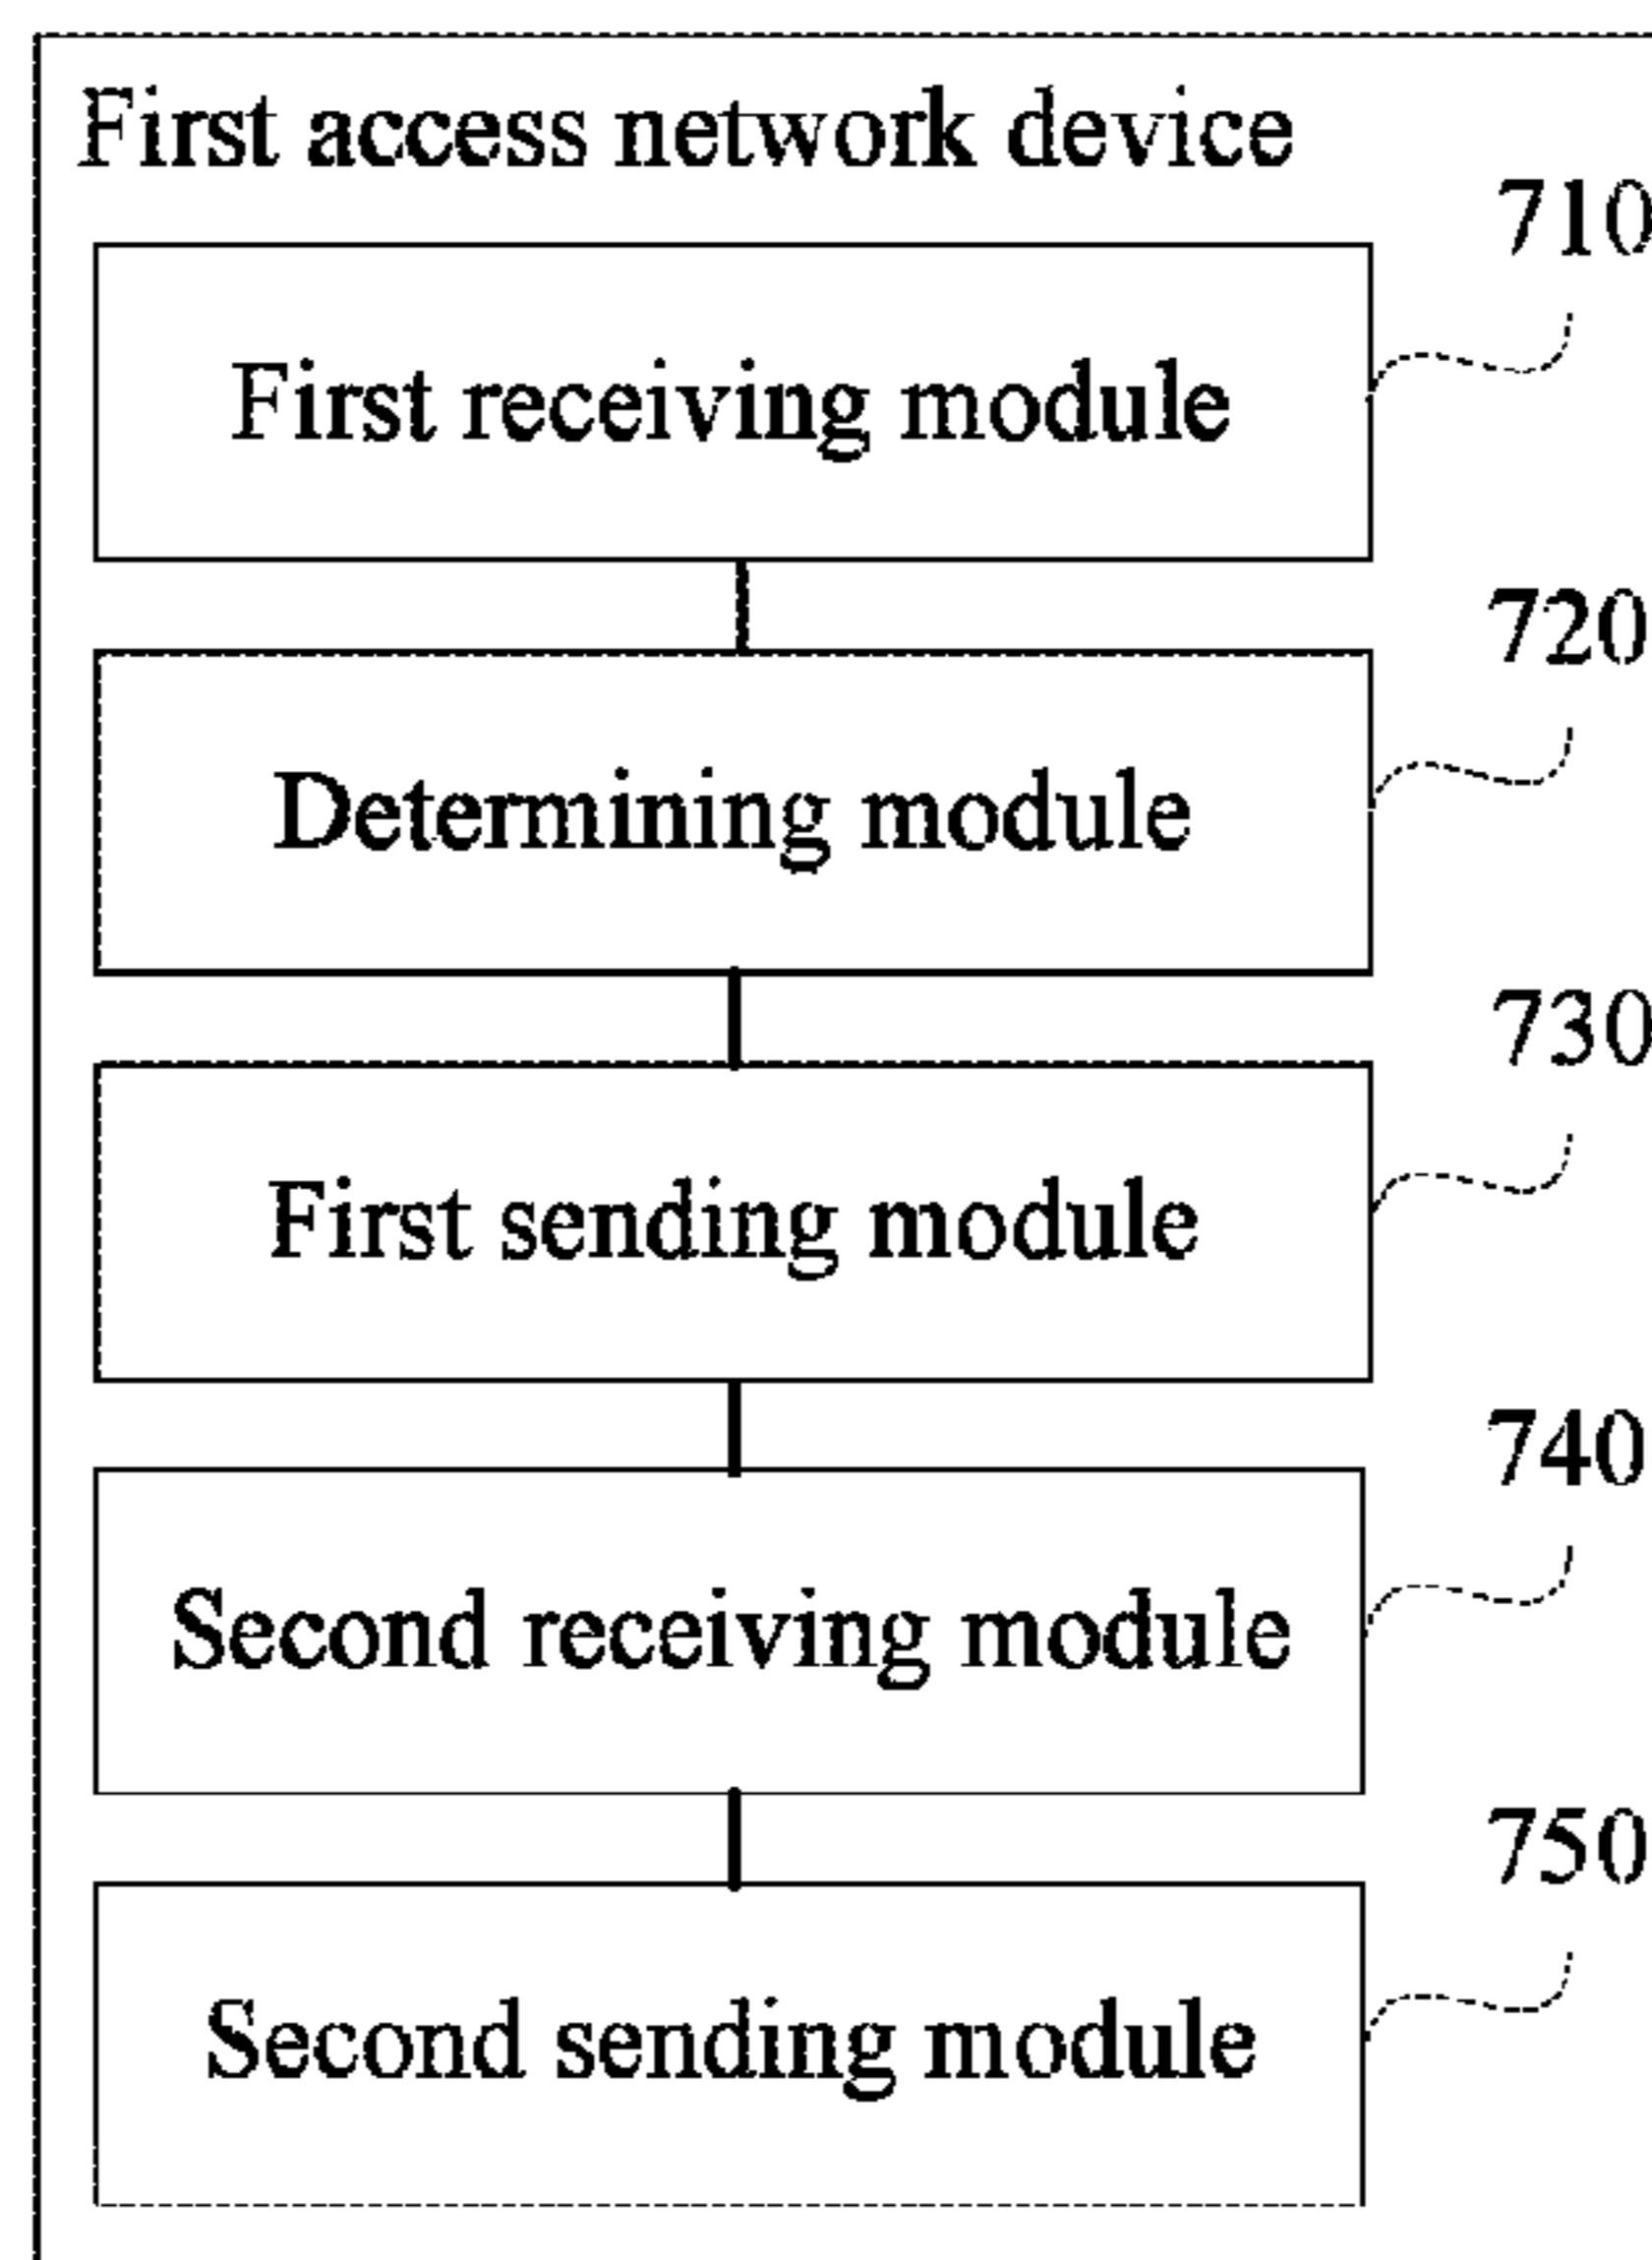 First access network device
710
First receiving module
720
Determining module
730
First sending module
740
Second receiving module
750
Second sending module